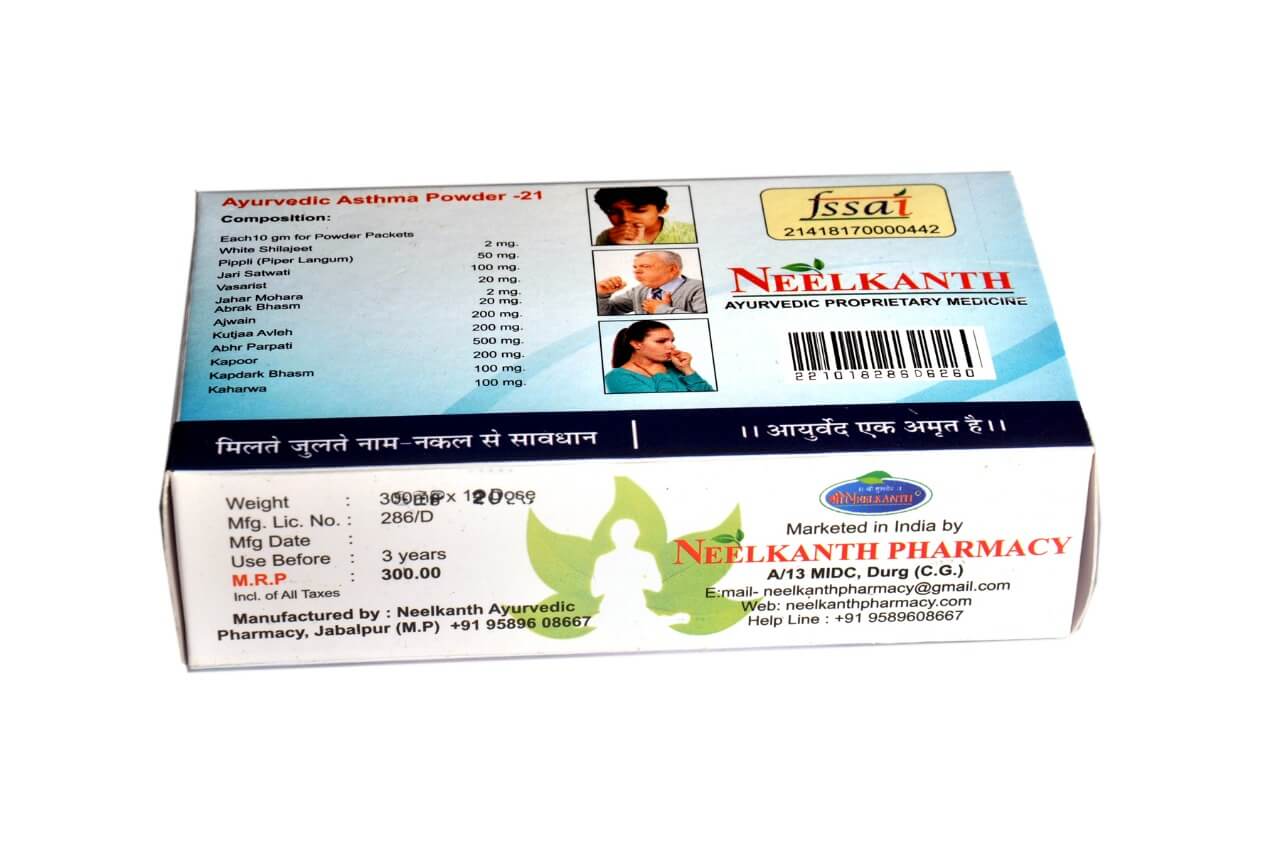 Ayurvedic Asthma Powder -21
Composition:
Each10 gm for Powder Packets
White Shilajeet 2 mg.
Pippli (Piper Langum) 50 mg.
Jari Satwati 100 mg.
Vasarist 20 mg.
Jahar Mohara 2 mg.
Abrak Bhasm 20 mg.
Ajwain 200 mg.
Kutjaa Avleh 200 mg.
Abhr Parpati 500 mg.
Kapoor 200 mg.
Kapdark Bhasm 100 mg.
Kaharwa 100 mg.
fssai
21418170000442
NEELKANTH
AYURVEDIC PROPRIETARY MEDICINE
22101828606260
मिलते जुलते नाम-नकल से सावधान
।। आयुर्वेद एक अमृत है।।
Weight : x Dose
Mfg. Lic. No. : 286/D
Mfg Date :
Use Before : 3 years
M.R.P : 300.00
Incl. of All Taxes
Manufactured by : Neelkanth Ayurvedic
Pharmacy, Jabalpur (M.P) +91 95896 08667
श्री NEELKANTH
Marketed in India by
NEELKANTH PHARMACY
A/13 MIDC, Durg (C.G.)
E:mail- neelkanthpharmacy@gmail.com
Web: neelkanthpharmacy.com
Help Line : +91 9589608667